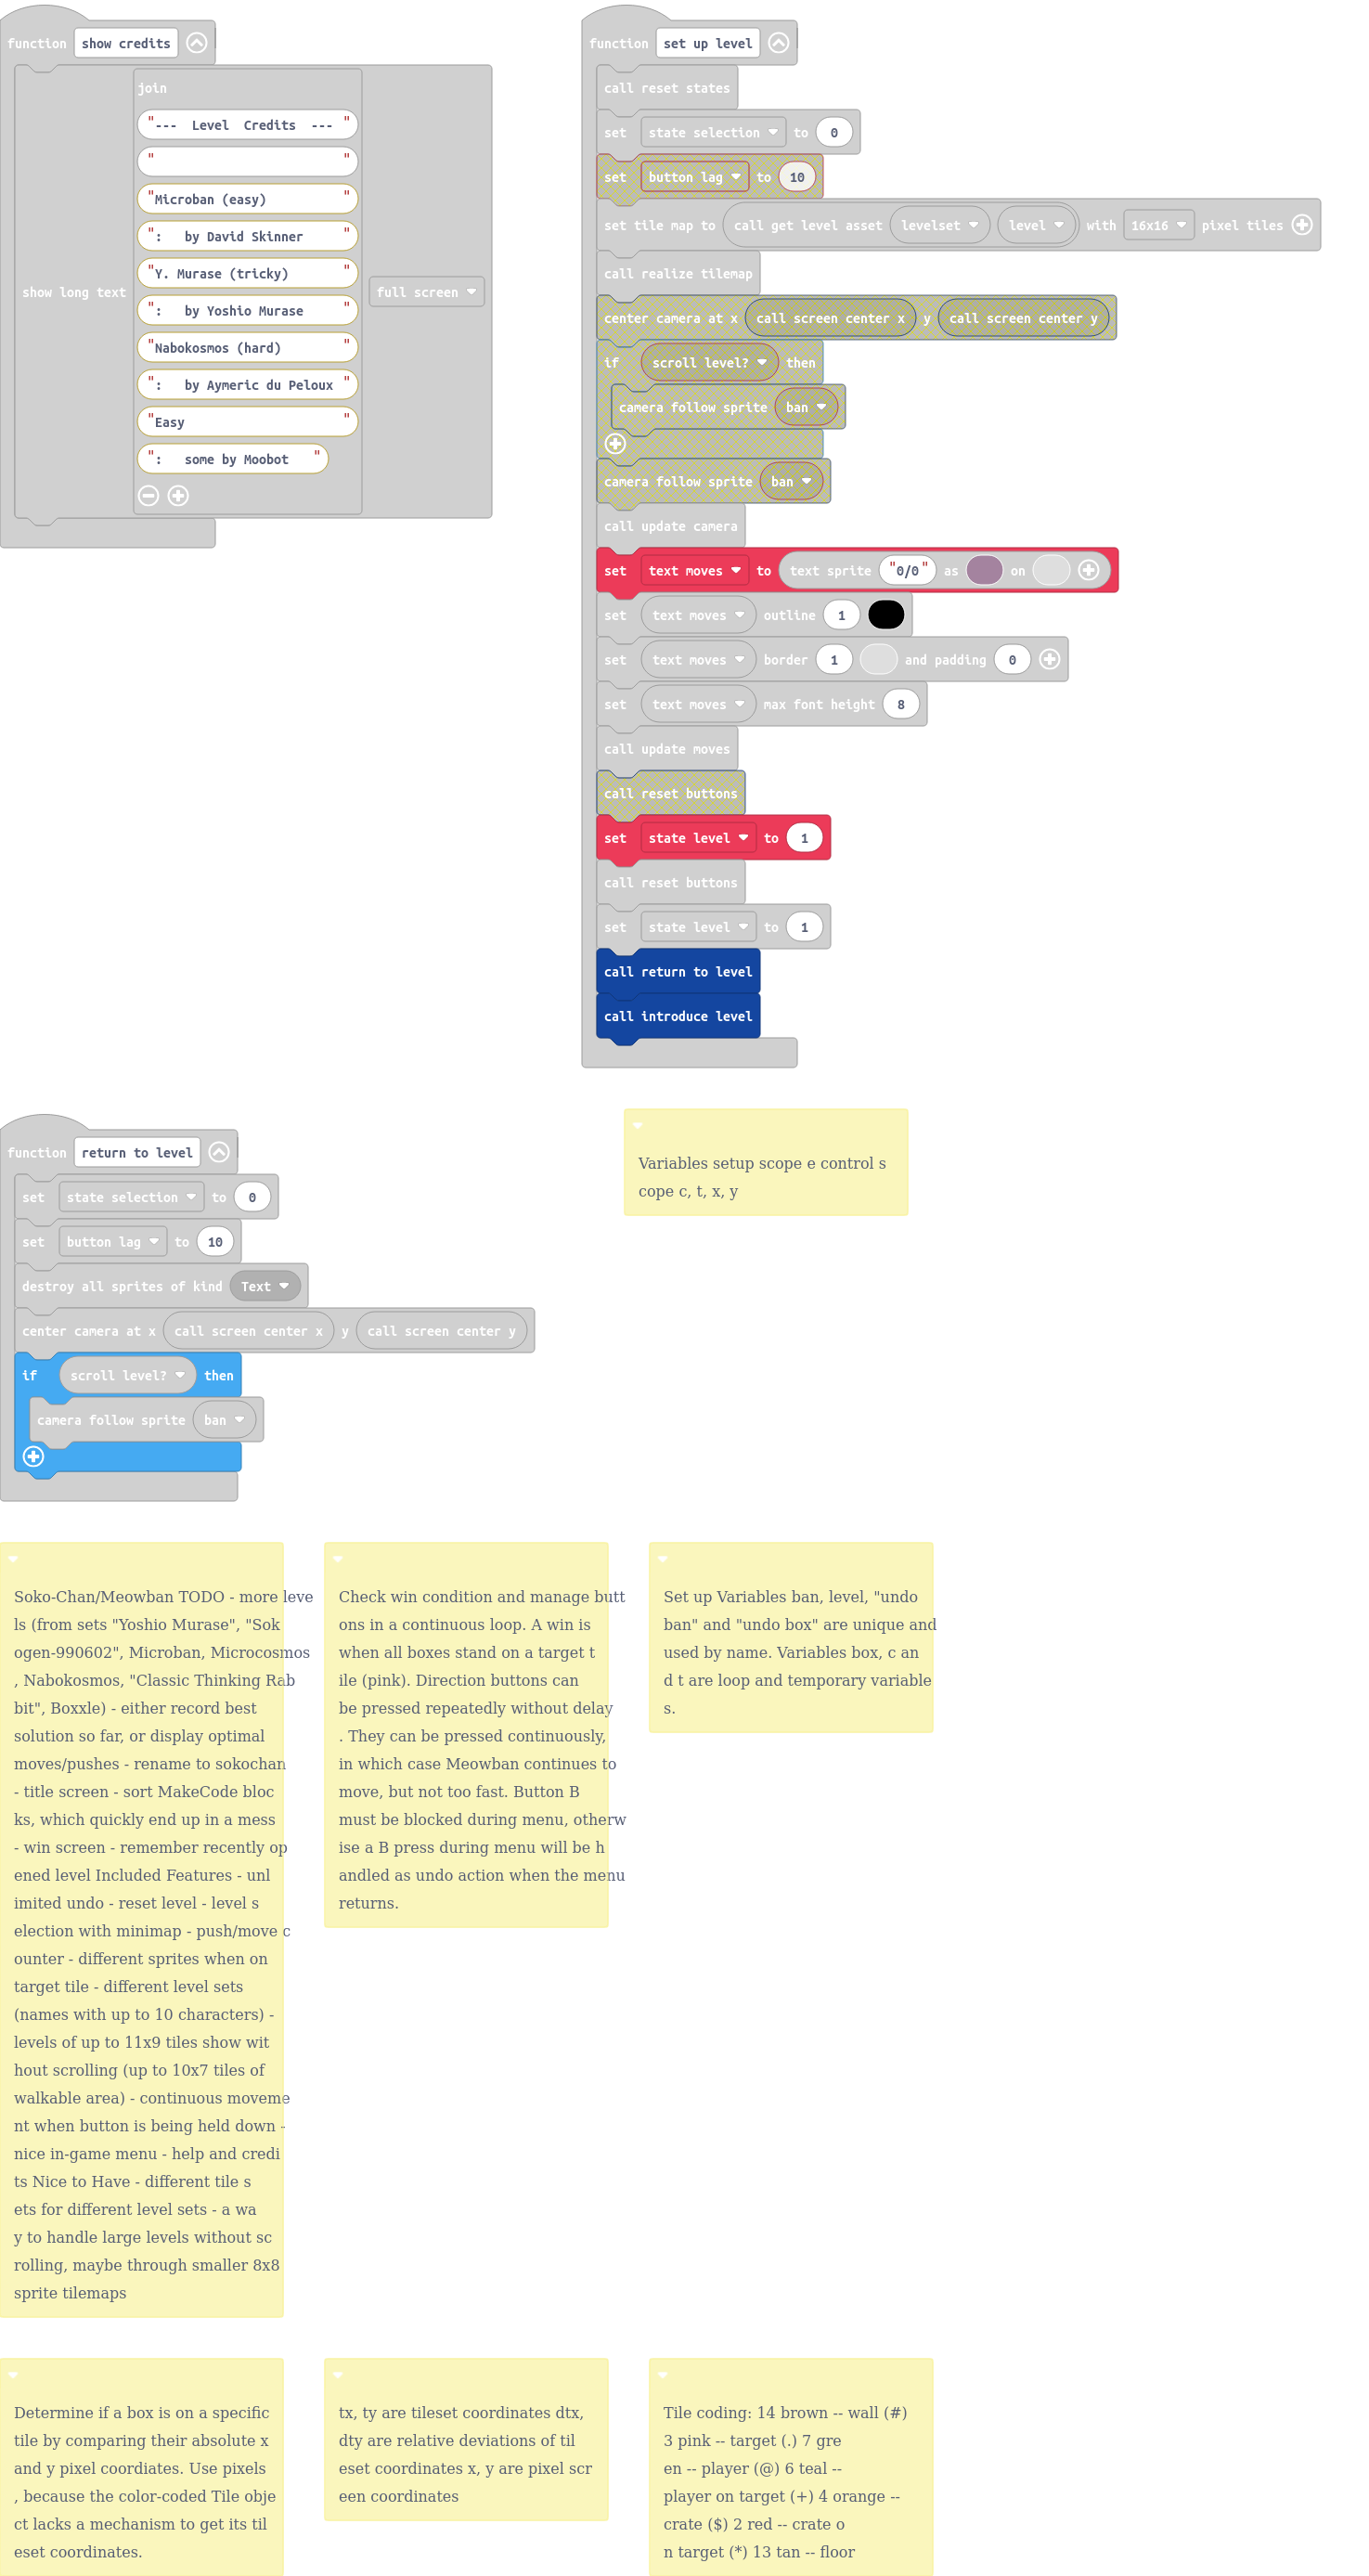 function show credits
join
"---  Level  Credits  --- "
" "
"Microban (easy) "
":   by David Skinner "
"Y. Murase (tricky) "
":   by Yoshio Murase "
show long text
full screen
"Nabokosmos (hard) "
":   by Aymeric du Peloux "
"Easy "
":   some by Moobot "
function set up level
call reset states
set state selection to 0
set button lag to 10
set tile map to call get level asset levelset level with 16x16 pixel tiles
call realize tilemap
center camera at x call screen center x y call screen center y
if scroll level? then
camera follow sprite ban
camera follow sprite ban
call update camera
set text moves to text sprite "0/0" as on
set text moves outline 1
set text moves border 1 and padding 0
set text moves max font height 8
call update moves
call reset buttons
set state level to 1
call reset buttons
set state level to 1
call return to level
call introduce level
Variables setup scope e control s
cope c, t, x, y
function return to level
set state selection to 0
set button lag to 10
destroy all sprites of kind Text
center camera at x call screen center x y call screen center y
if scroll level? then
camera follow sprite ban
Soko-Chan/Meowban TODO - more leve
ls (from sets "Yoshio Murase", "Sok
ogen-990602", Microban, Microcosmos
, Nabokosmos, "Classic Thinking Rab
bit", Boxxle) - either record best
solution so far, or display optimal
moves/pushes - rename to sokochan
- title screen - sort MakeCode bloc
ks, which quickly end up in a mess
- win screen - remember recently op
ened level Included Features - unl
imited undo - reset level - level s
election with minimap - push/move c
ounter - different sprites when on
target tile - different level sets
(names with up to 10 characters) -
levels of up to 11x9 tiles show wit
hout scrolling (up to 10x7 tiles of
walkable area) - continuous moveme
nt when button is being held down -
nice in-game menu - help and credi
ts Nice to Have - different tile s
ets for different level sets - a wa
y to handle large levels without sc
rolling, maybe through smaller 8x8
sprite tilemaps
Check win condition and manage butt
ons in a continuous loop. A win is
when all boxes stand on a target t
ile (pink). Direction buttons can
be pressed repeatedly without delay
. They can be pressed continuously,
in which case Meowban continues to
move, but not too fast. Button B
must be blocked during menu, otherw
ise a B press during menu will be h
andled as undo action when the menu
returns.
Set up Variables ban, level, "undo
ban" and "undo box" are unique and
used by name. Variables box, c an
d t are loop and temporary variable
s.
Determine if a box is on a specific
tile by comparing their absolute x
and y pixel coordiates. Use pixels
, because the color-coded Tile obje
ct lacks a mechanism to get its til
eset coordinates.
tx, ty are tileset coordinates dtx,
dty are relative deviations of til
eset coordinates x, y are pixel scr
een coordinates
Tile coding: 14 brown -- wall (#)
3 pink -- target (.) 7 gre
en -- player (@) 6 teal --
player on target (+) 4 orange --
crate ($) 2 red -- crate o
n target (*) 13 tan -- floor